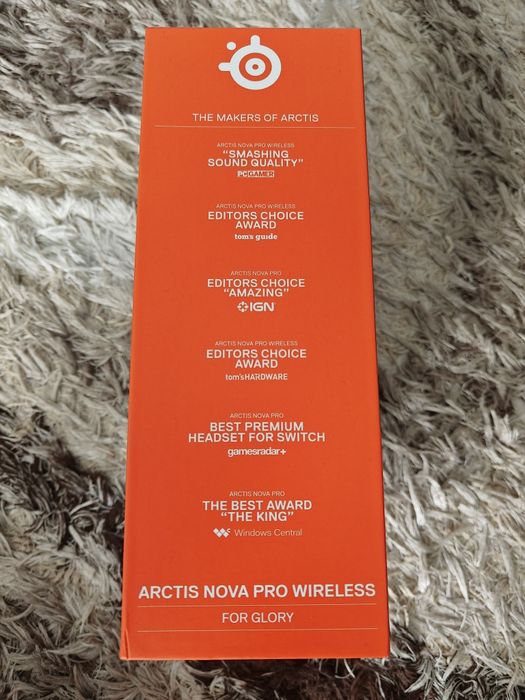 THE MAKERS OF ARCTIS
ARCTIS NOVA PRO WIRELESS
“SMASHING
SOUND QUALITY”
PCGAMER
ARCTIS NOVA PRO WIRELESS
EDITORS CHOICE
AWARD
tom's guide
ARCTIS NOVA PRO
EDITORS CHOICE
“AMAZING”
IGN
ARCTIS NOVA PRO WIRELESS
EDITORS CHOICE
AWARD
tom'sHARDWARE
ARCTIS NOVA PRO
BEST PREMIUM
HEADSET FOR SWITCH
gamesradar+
ARCTIS NOVA PRO
THE BEST AWARD
“THE KING”
Windows Central
ARCTIS NOVA PRO WIRELESS
FOR GLORY